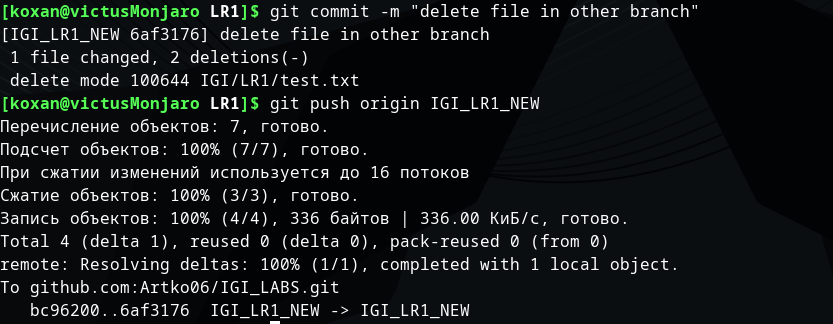 [koxan@victusMonjaro LR1]$ git commit -m "delete file in other branch"
[IGI_LR1_NEW 6af3176] delete file in other branch
 1 file changed, 2 deletions(-)
 delete mode 100644 IGI/LR1/test.txt
[koxan@victusMonjaro LR1]$ git push origin IGI_LR1_NEW
Перечисление объектов: 7, готово.
Подсчет объектов: 100% (7/7), готово.
При сжатии изменений используется до 16 потоков
Сжатие объектов: 100% (3/3), готово.
Запись объектов: 100% (4/4), 336 байтов | 336.00 КиБ/с, готово.
Total 4 (delta 1), reused 0 (delta 0), pack-reused 0 (from 0)
remote: Resolving deltas: 100% (1/1), completed with 1 local object.
To github.com:Artko06/IGI_LABS.git
   bc96200..6af3176  IGI_LR1_NEW -> IGI_LR1_NEW